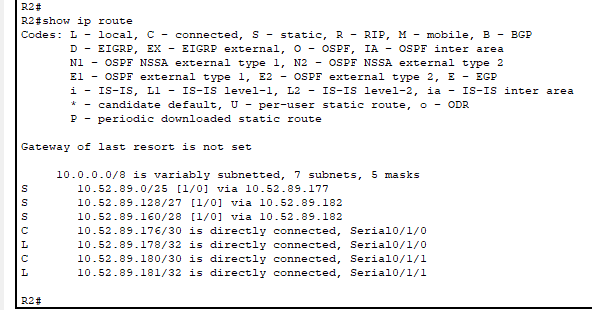 R2#
R2#show ip route
Codes: L - local, C - connected, S - static, R - RIP, M - mobile, B - BGP
D - EIGRP, EX - EIGRP external, O - OSPF, IA - OSPF inter area
N1 - OSPF NSSA external type 1, N2 - OSPF NSSA external type 2
E1 - OSPF external type 1, E2 - OSPF external type 2, E - EGP
i - IS-IS, L1 - IS-IS level-1, L2 - IS-IS level-2, ia - IS-IS inter area
* - candidate default, U - per-user static route, o - ODR
P - periodic downloaded static route
Gateway of last resort is not set
10.0.0.0/8 is variably subnetted, 7 subnets, 5 masks
S 10.52.89.0/25 [1/0] via 10.52.89.177
S 10.52.89.128/27 [1/0] via 10.52.89.182
S 10.52.89.160/28 [1/0] via 10.52.89.182
C 10.52.89.176/30 is directly connected, Serial0/1/0
L 10.52.89.178/32 is directly connected, Serial0/1/0
C 10.52.89.180/30 is directly connected, Serial0/1/1
L 10.52.89.181/32 is directly connected, Serial0/1/1
R2#